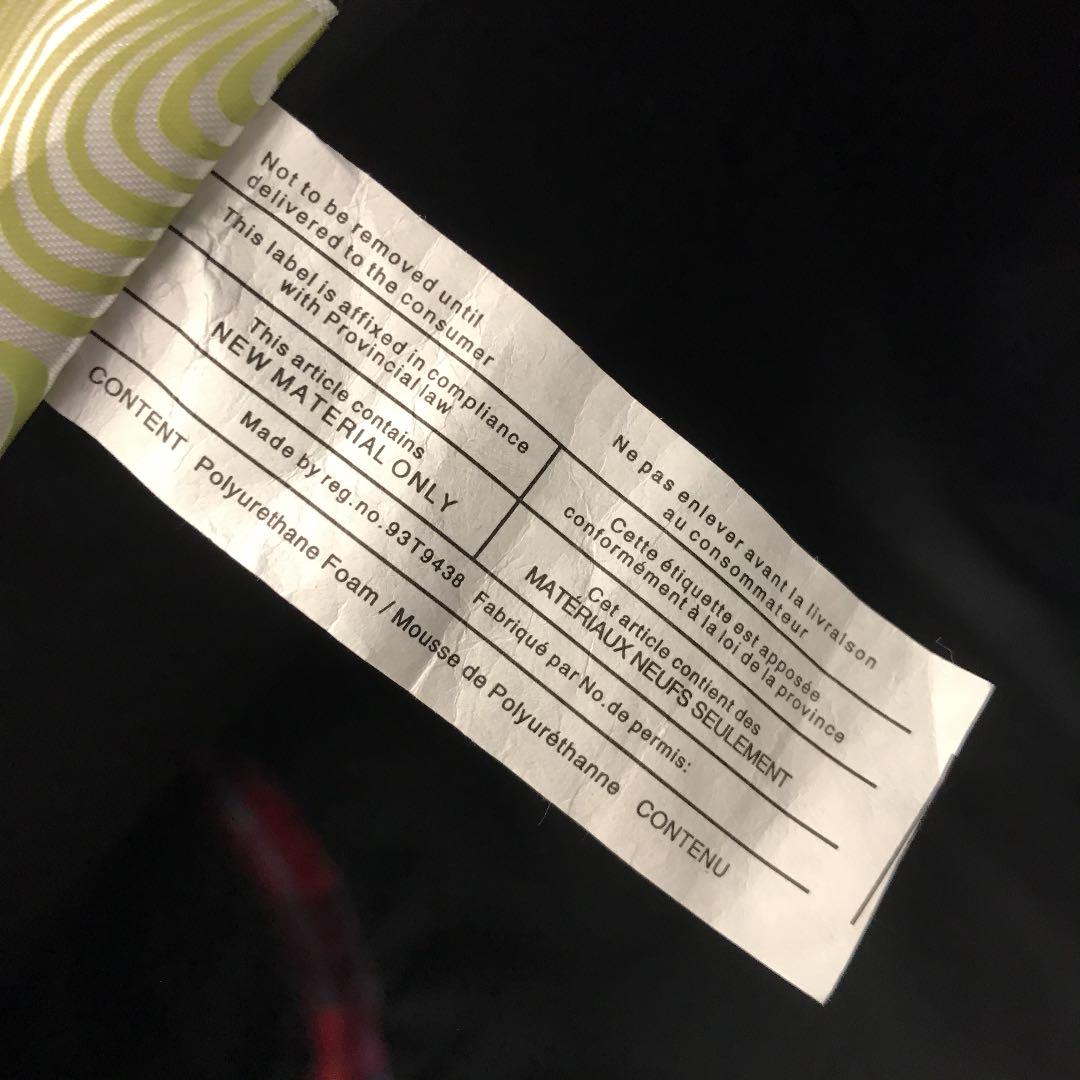 Not to be removed until
delivered to the consumer
Ne pas enlever avant la livraison
au consommateur
This label is affixed in compliance
with Provincial law
Cette étiquette est apposée
conformément à la loi de la province
This article contains
NEW MATERIAL ONLY
Cet article contient des
MATÉRIAUX NEUFS SEULEMENT
Made by reg.no.93T9438 Fabriqué par No.de permis:
CONTENT Polyurethane Foam / Mousse de Polyuréthanne CONTENU